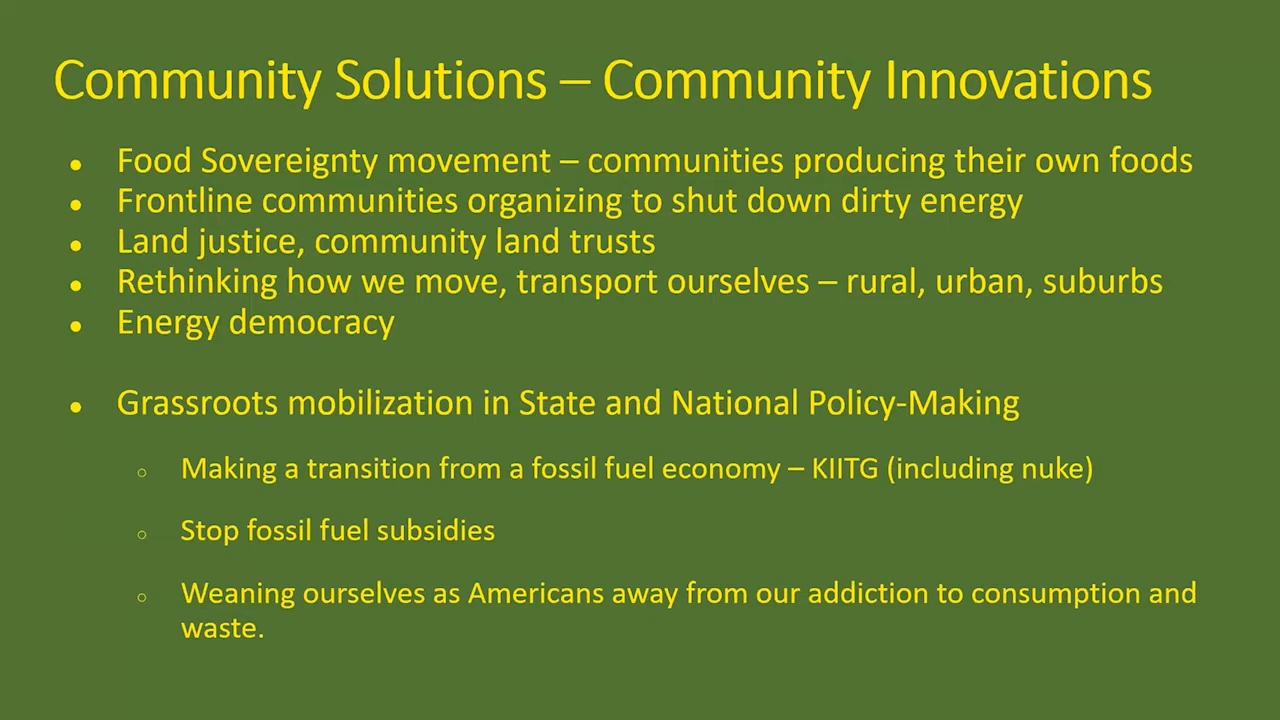 Community Solutions – Community Innovations
● Food Sovereignty movement – communities producing their own foods
● Frontline communities organizing to shut down dirty energy
● Land justice, community land trusts
● Rethinking how we move, transport ourselves – rural, urban, suburbs
● Energy democracy
● Grassroots mobilization in State and National Policy-Making
○ Making a transition from a fossil fuel economy – KIITG (including nuke)
○ Stop fossil fuel subsidies
○ Weaning ourselves as Americans away from our addiction to consumption and
waste.